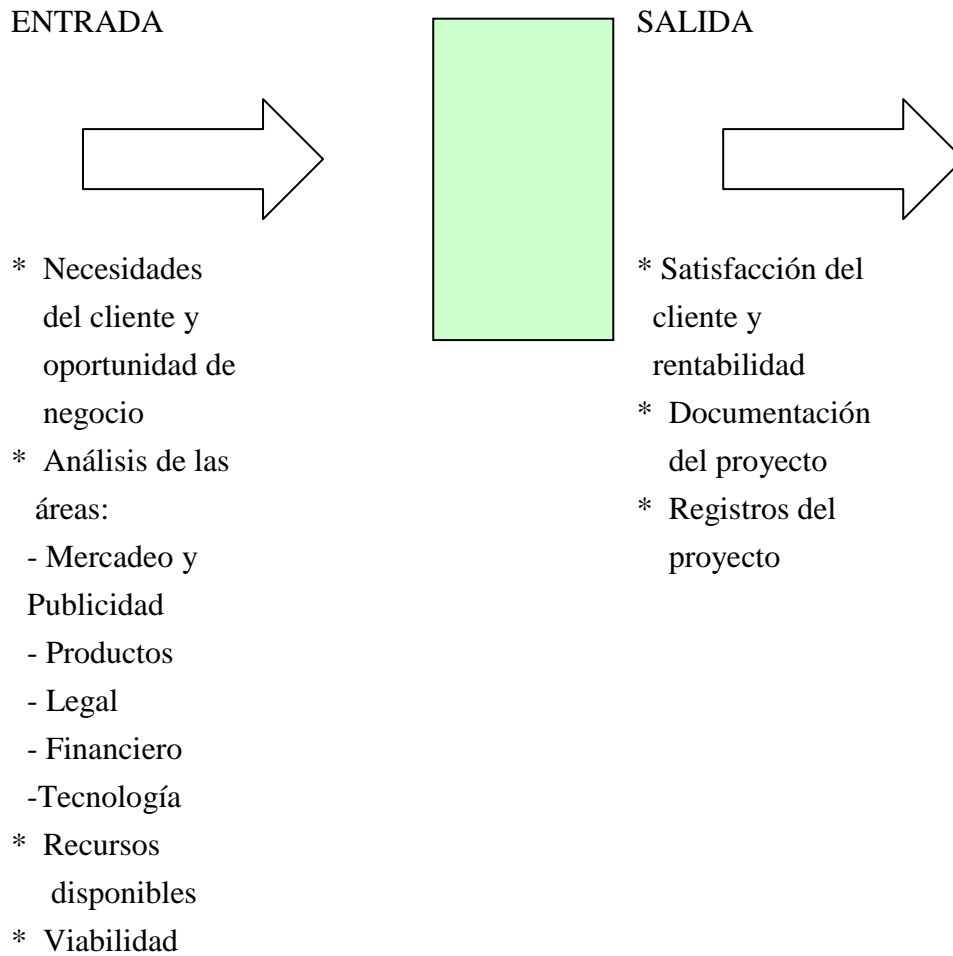 ENTRADA
SALIDA
* Necesidades
del cliente y
oportunidad de
negocio
* Análisis de las
áreas:
- Mercadeo y
Publicidad
- Productos
- Legal
- Financiero
-Tecnología
* Recursos
disponibles
* Viabilidad
* Satisfacción del
cliente y
rentabilidad
* Documentación
del proyecto
* Registros del
proyecto